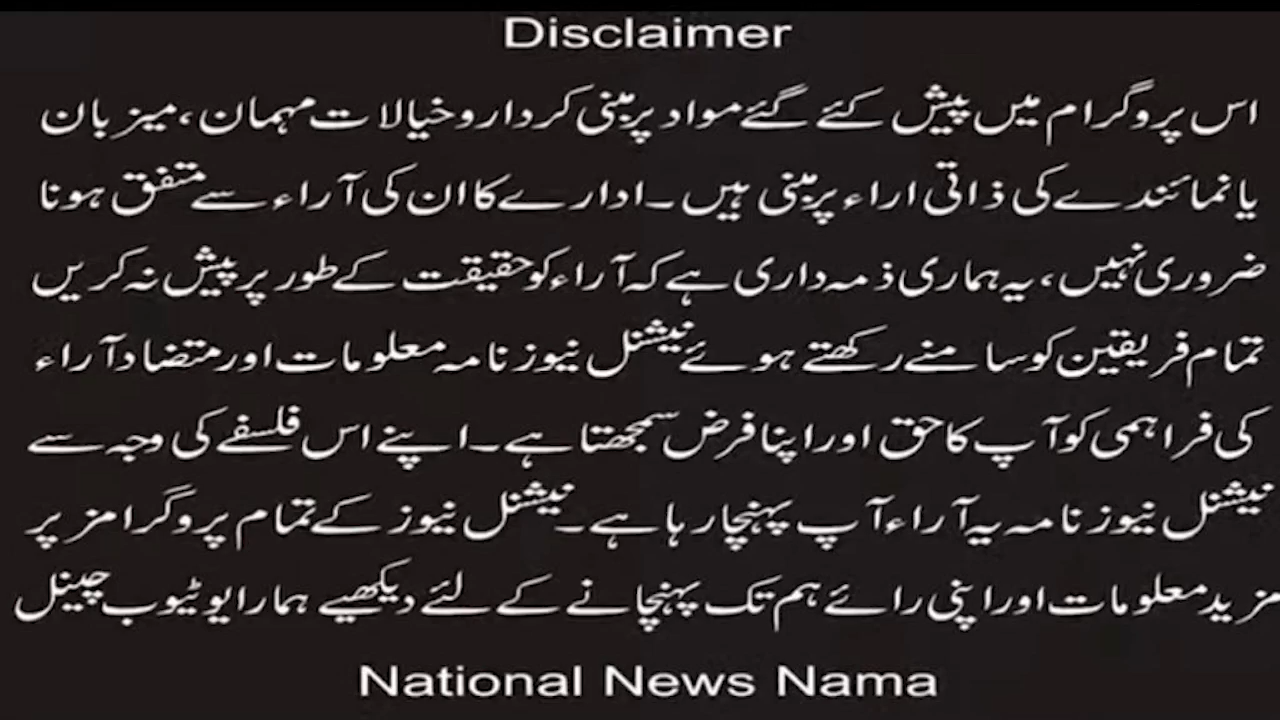 Disclaimer
اس پروگرام میں پیش کئے گئے مواد پر مبنی کردار و خیالات مہمان ، میزبان
یا نمائندے کی ذاتی اراء پر مبنی ہیں۔ ادارے کا ان کی آراء سے متفق ہونا
ضروری نہیں، یہ ہماری ذمہ داری ہے کہ آراء کو حقیقت کے طور پر پیش نہ کریں
تمام فریقین کو سامنے رکھتے ہوئے نیشنل نیوز نامہ معلومات اور متضاد آراء
کی فراہمی کو آپ کا حق اور اپنا فرض سمجھتا ہے۔ اپنے اس فلسفے کی وجہ سے
نیشنل نیوز نامہ یہ آراء آپ پہنچا رہا ہے۔ نیشنل نیوز کے تمام پروگرامز پر
مزید معلومات اور اپنی رائے ہم تک پہنچانے کے لئے دیکھیے ہمارا یوٹیوب چینل
National News Nama